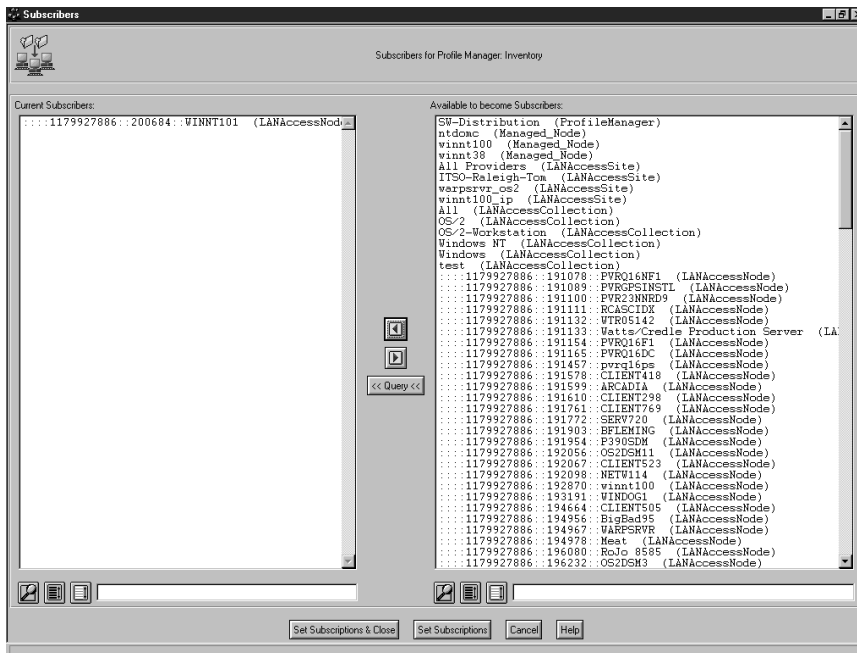 Subscribers
Subscribers for Profile Manager: Inventory
Current Subscribers:
::::1179927886::200684::WINNT101 (LANAccessNode
Available to become Subscribers:
SW-Distribution (ProfileManager)
ntdomc (Managed_Node)
winnt100 (Managed_Node)
winnt38 (Managed_Node)
All Providers (LANAccessSite)
ITSO-Raleigh-Tom (LANAccessSite)
warpsrvr_os2 (LANAccessSite)
winnt100_ip (LANAccessSite)
All (LANAccessCollection)
OS/2 (LANAccessCollection)
OS/2-Workstation (LANAccessCollection)
Windows NT (LANAccessCollection)
Windows (LANAccessCollection)
test (LANAccessCollection)
::::1179927886::191078::PVRQ16NF1 (LANAccessNode)
::::1179927886::191089::PVRGPSINSTL (LANAccessNode)
::::1179927886::191100::PVR23NNRD9 (LANAccessNode)
::::1179927886::191111::RCASCIDX (LANAccessNode)
::::1179927886::191132::WTR05142 (LANAccessNode)
::::1179927886::191133::Watts/Credle Production Server (LA
::::1179927886::191154::PVRQ16F1 (LANAccessNode)
::::1179927886::191165::PVRQ16DC (LANAccessNode)
::::1179927886::191457::pvrq16ps (LANAccessNode)
::::1179927886::191578::CLIENT418 (LANAccessNode)
::::1179927886::191599::ARCADIA (LANAccessNode)
::::1179927886::191610::CLIENT298 (LANAccessNode)
::::1179927886::191761::CLIENT769 (LANAccessNode)
::::1179927886::191772::SERV720 (LANAccessNode)
::::1179927886::191903::BFLEMING (LANAccessNode)
::::1179927886::191954::P390SDM (LANAccessNode)
::::1179927886::192056::OS2DSM11 (LANAccessNode)
::::1179927886::192067::CLIENT523 (LANAccessNode)
::::1179927886::192098::NETW114 (LANAccessNode)
::::1179927886::192870::winnt100 (LANAccessNode)
::::1179927886::193191::WINDOG1 (LANAccessNode)
::::1179927886::194664::CLIENT505 (LANAccessNode)
::::1179927886::194956::BigBad95 (LANAccessNode)
::::1179927886::194967::WARPSRVR (LANAccessNode)
::::1179927886::194978::Meat (LANAccessNode)
::::1179927886::196080::RoJo 8585 (LANAccessNode)
::::1179927886::196232::OS2DSM3 (LANAccessNode)
<< Query <<
Set Subscriptions & Close
Set Subscriptions
Cancel
Help